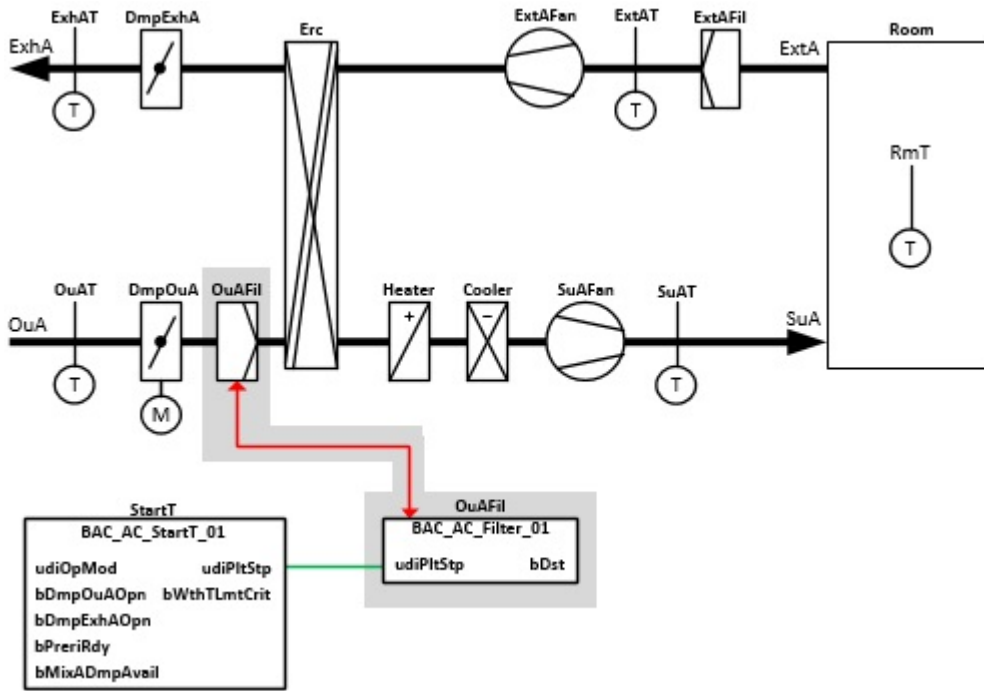 ExhAT
DmpExhA
Erc
ExtAFan
ExtAT
ExtAFil
Room
ExhA
ExtA
T
T
RmT
T
OuAT
DmpOuA
OuAFil
Heater
Cooler
SuAFan
SuAT
OuA
+
−
SuA
T
M
T
StartT
BAC_AC_StartT_01
udiOpMod udiPltStp
bDmpOuAOpn bWthTLmtCrit
bDmpExhAOpn
bPreriRdy
bMixADmpAvail
OuAFil
BAC_AC_Filter_01
udiPltStp bDst